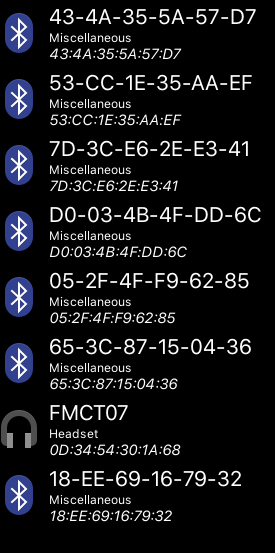 43-4A-35-5A-57-D7
Miscellaneous
43:4A:35:5A:57:D7
53-CC-1E-35-AA-EF
Miscellaneous
53:CC:1E:35:AA:EF
7D-3C-E6-2E-E3-41
Miscellaneous
7D:3C:E6:2E:E3:41
D0-03-4B-4F-DD-6C
Miscellaneous
D0:03:4B:4F:DD:6C
05-2F-4F-F9-62-85
Miscellaneous
05:2F:4F:F9:62:85
65-3C-87-15-04-36
Miscellaneous
65:3C:87:15:04:36
FMCT07
Headset
0D:34:54:30:1A:68
18-EE-69-16-79-32
Miscellaneous
18:EE:69:16:79:32